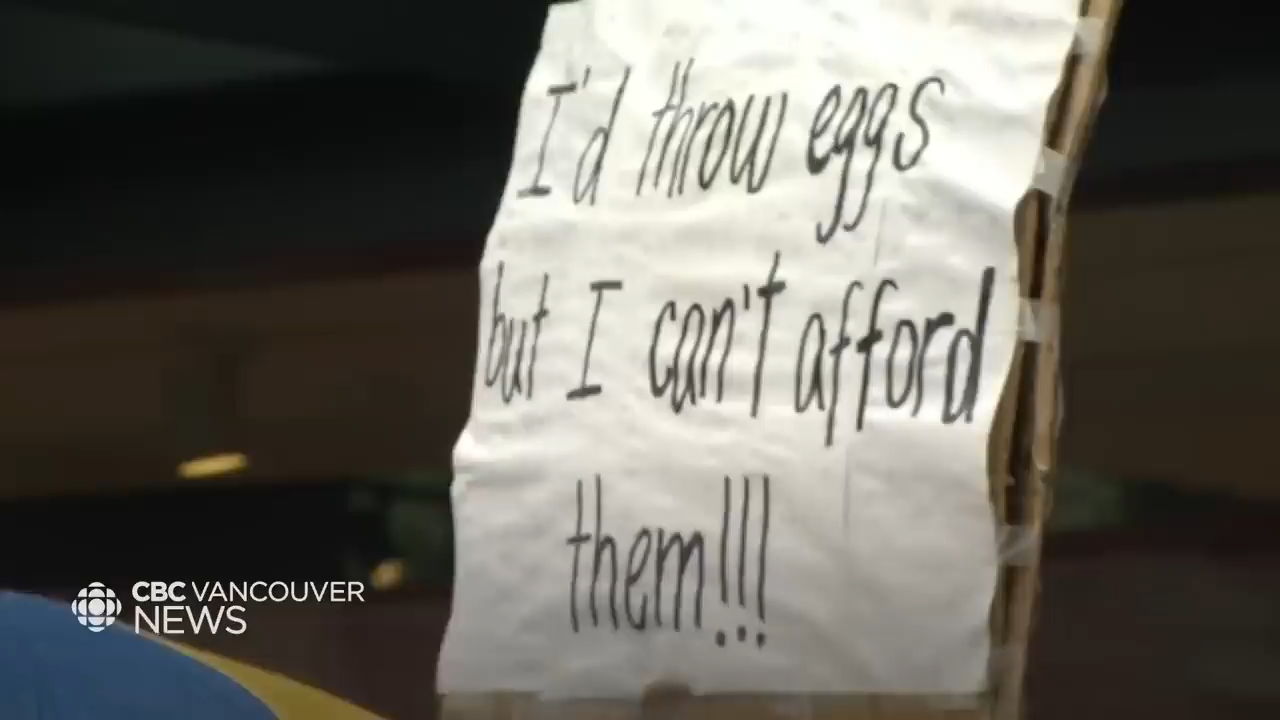 I'd throw eggs
but I can't afford
them!!!
CBC VANCOUVER
NEWS